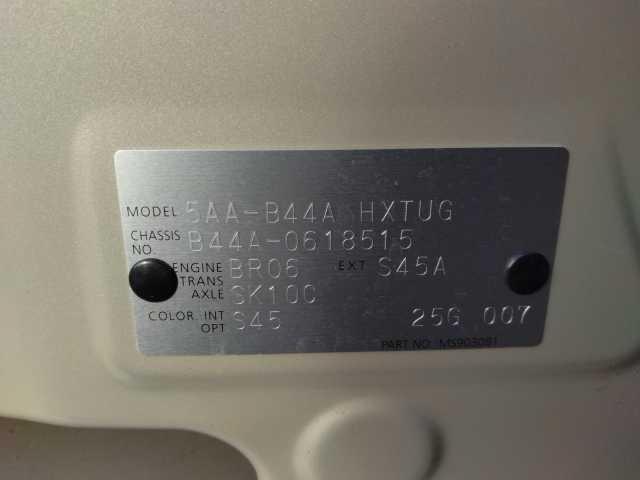 MODEL 5AA-B44A HXTUG
CHASSIS NO. B44A-0618515
ENGINE BR06 EXT S45A
TRANS AXLE SK10C
COLOR. INT S45
OPT 25G 007
PART NO. MS903081